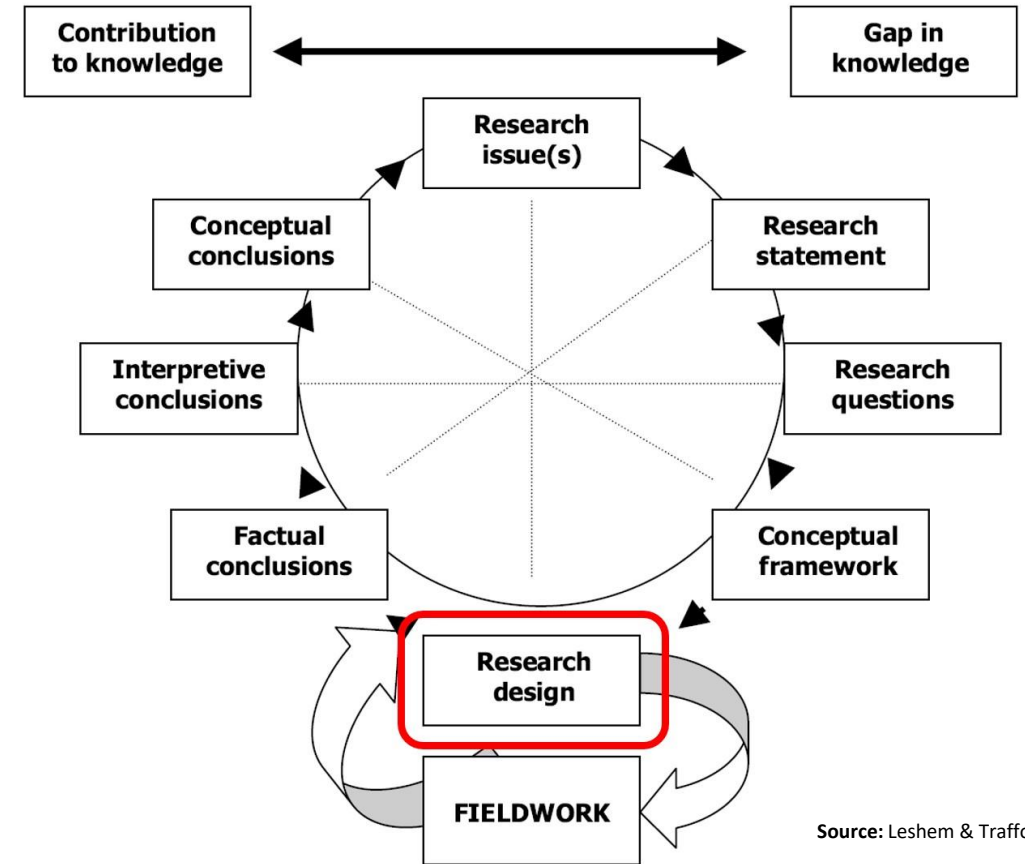 Contribution
to knowledge
Gap in
knowledge
Research
issue(s)
Conceptual
conclusions
Research
statement
Interpretive
conclusions
Research
questions
Factual
conclusions
Conceptual
framework
Research
design
FIELDWORK
Source: Leshem &